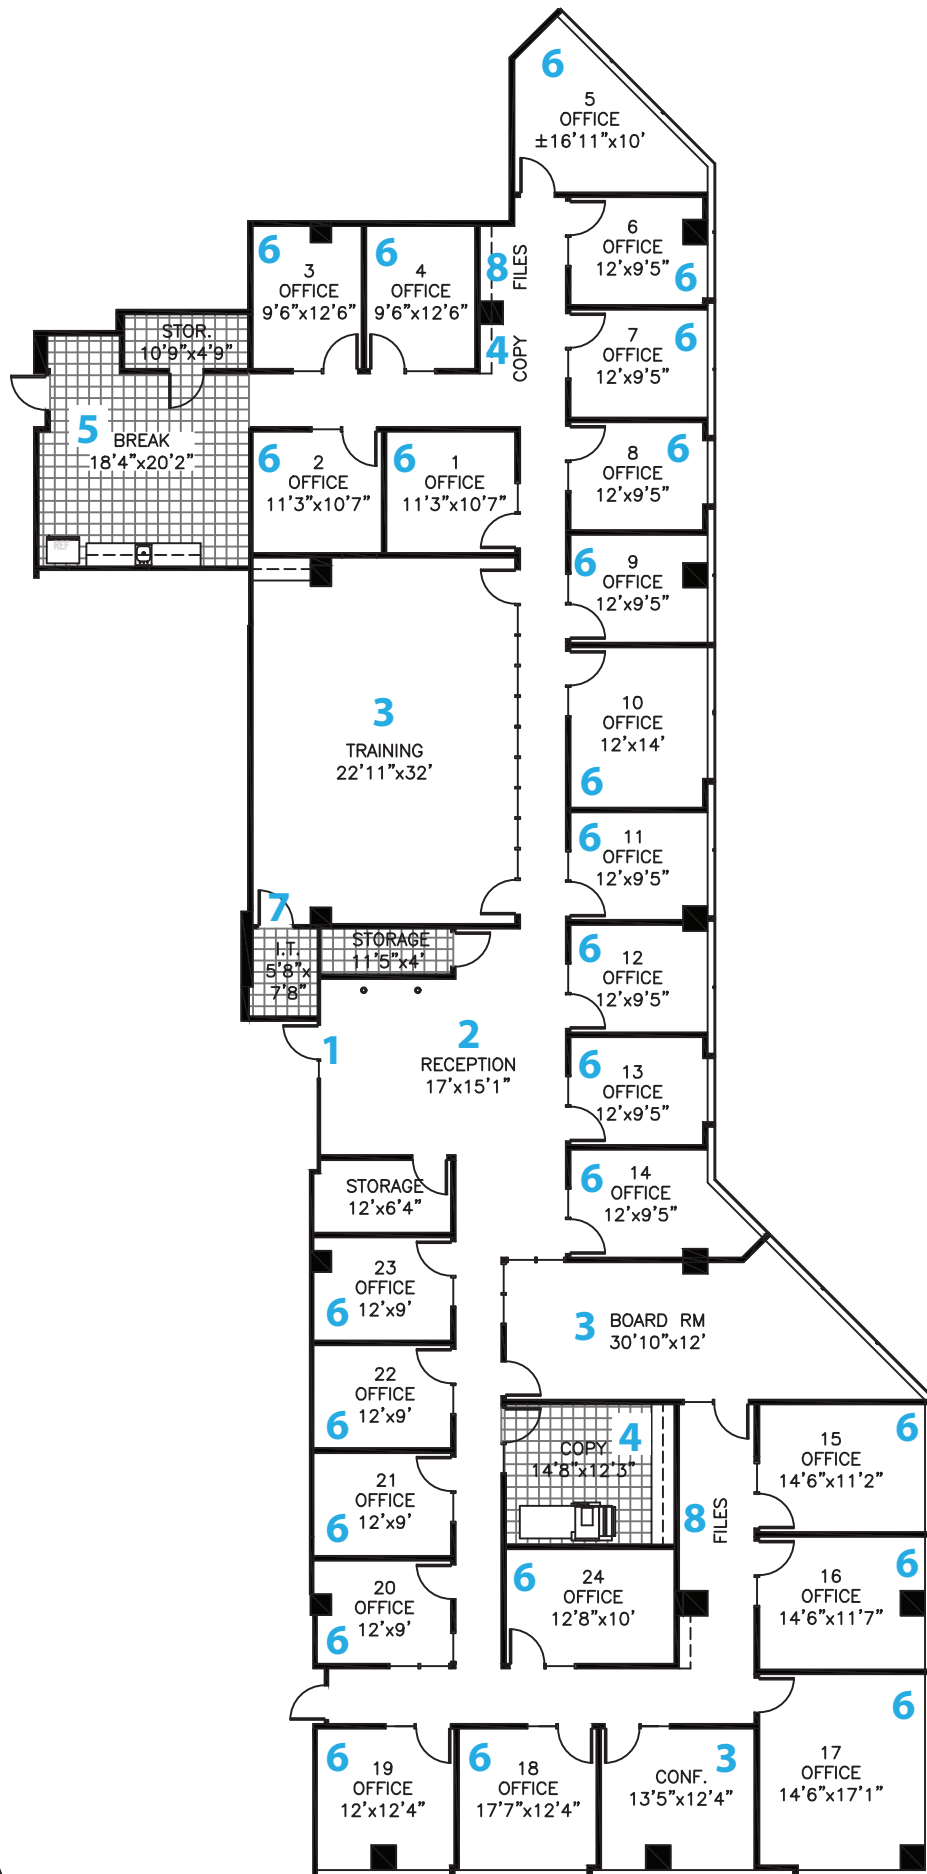 6
5
OFFICE
±16'11"x10'
6
OFFICE
12'x9'5"
6
6
3
OFFICE
9'6"x12'6"
6
4
OFFICE
9'6"x12'6"
8
FILES
4
COPY
7
OFFICE
12'x9'5"
6
STOR.
10'9"x4'9"
5
BREAK
18'4"x20'2"
REF
6
2
OFFICE
11'3"x10'7"
6
1
OFFICE
11'3"x10'7"
8
OFFICE
12'x9'5"
6
6
9
OFFICE
12'x9'5"
3
TRAINING
22'11"x32'
10
OFFICE
12'x14'
6
6
11
OFFICE
12'x9'5"
7
I.T.
5'8"x
7'8"
STORAGE
11'5"x4'
6
12
OFFICE
12'x9'5"
1
2
RECEPTION
17'x15'1"
6
13
OFFICE
12'x9'5"
6
14
OFFICE
12'x9'5"
STORAGE
12'x6'4"
23
OFFICE
12'x9'
6
3
BOARD RM
30'10"x12'
22
OFFICE
12'x9'
6
4
COPY
14'8"x12'3"
6
15
OFFICE
14'6"x11'2"
21
OFFICE
12'x9'
6
8
FILES
6
16
OFFICE
14'6"x11'7"
20
OFFICE
12'x9'
6
6
24
OFFICE
12'8"x10'
6
17
OFFICE
14'6"x17'1"
6
19
OFFICE
12'x12'4"
6
18
OFFICE
17'7"x12'4"
3
CONF.
13'5"x12'4"